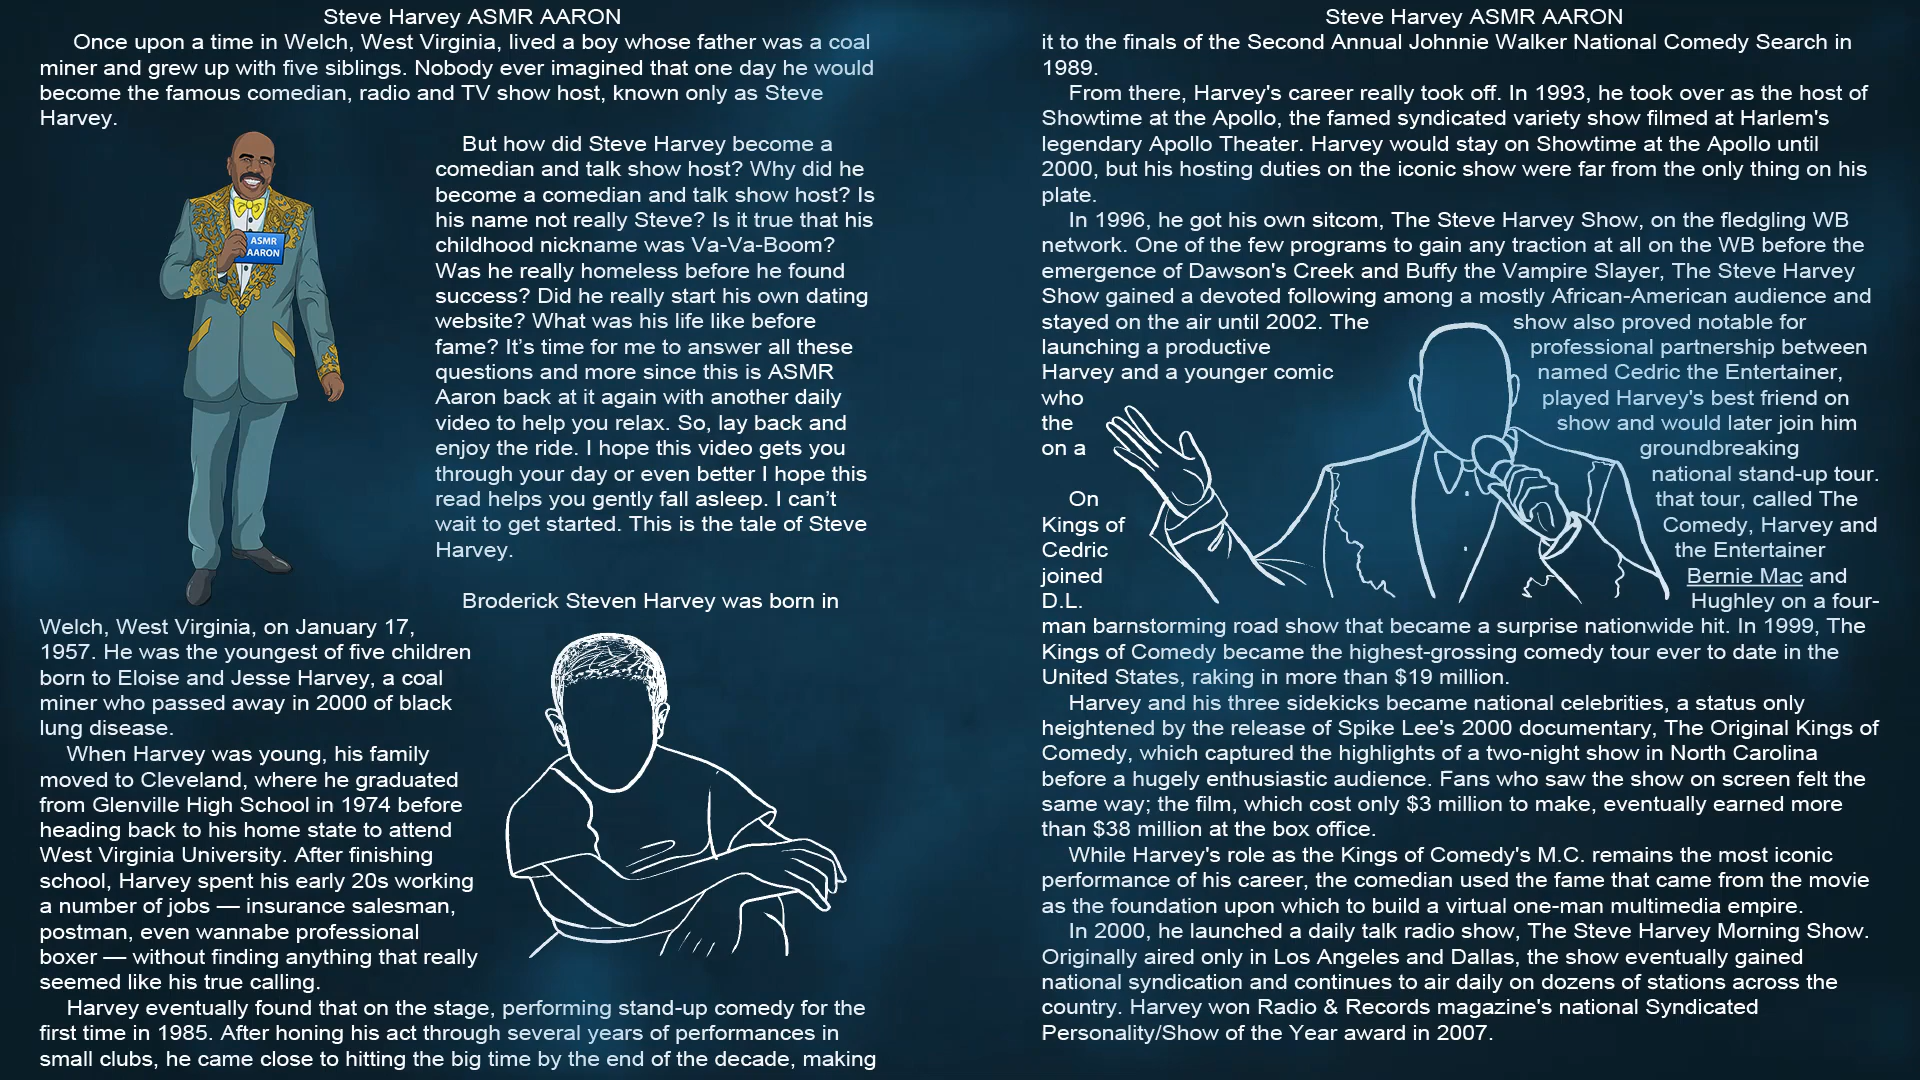 Steve Harvey ASMR AARON
Once upon a time in Welch, West Virginia, lived a boy whose father was a coal
miner and grew up with five siblings. Nobody ever imagined that one day he would
become the famous comedian, radio and TV show host, known only as Steve
Harvey.
ASMR
AARON
But how did Steve Harvey become a
comedian and talk show host? Why did he
become a comedian and talk show host? Is
his name not really Steve? Is it true that his
childhood nickname was Va-Va-Boom?
Was he really homeless before he found
success? Did he really start his own dating
website? What was his life like before
fame? It’s time for me to answer all these
questions and more since this is ASMR
Aaron back at it again with another daily
video to help you relax. So, lay back and
enjoy the ride. I hope this video gets you
through your day or even better I hope this
read helps you gently fall asleep. I can’t
wait to get started. This is the tale of Steve
Harvey.
Broderick Steven Harvey was born in
Welch, West Virginia, on January 17,
1957. He was the youngest of five children
born to Eloise and Jesse Harvey, a coal
miner who passed away in 2000 of black
lung disease.
When Harvey was young, his family
moved to Cleveland, where he graduated
from Glenville High School in 1974 before
heading back to his home state to attend
West Virginia University. After finishing
school, Harvey spent his early 20s working
a number of jobs — insurance salesman,
postman, even wannabe professional
boxer — without finding anything that really
seemed like his true calling.
Harvey eventually found that on the stage, performing stand-up comedy for the
first time in 1985. After honing his act through several years of performances in
small clubs, he came close to hitting the big time by the end of the decade, making
Steve Harvey ASMR AARON
it to the finals of the Second Annual Johnnie Walker National Comedy Search in
1989.
From there, Harvey's career really took off. In 1993, he took over as the host of
Showtime at the Apollo, the famed syndicated variety show filmed at Harlem's
legendary Apollo Theater. Harvey would stay on Showtime at the Apollo until
2000, but his hosting duties on the iconic show were far from the only thing on his
plate.
In 1996, he got his own sitcom, The Steve Harvey Show, on the fledgling WB
network. One of the few programs to gain any traction at all on the WB before the
emergence of Dawson's Creek and Buffy the Vampire Slayer, The Steve Harvey
Show gained a devoted following among a mostly African-American audience and
stayed on the air until 2002. The show also proved notable for
launching a productive professional partnership between
Harvey and a younger comic named Cedric the Entertainer,
who played Harvey's best friend on
the show and would later join him
on a groundbreaking
national stand-up tour.
On that tour, called The
Kings of Comedy, Harvey and
Cedric the Entertainer
joined Bernie Mac and
D.L. Hughley on a four-
man barnstorming road show that became a surprise nationwide hit. In 1999, The
Kings of Comedy became the highest-grossing comedy tour ever to date in the
United States, raking in more than $19 million.
Harvey and his three sidekicks became national celebrities, a status only
heightened by the release of Spike Lee's 2000 documentary, The Original Kings of
Comedy, which captured the highlights of a two-night show in North Carolina
before a hugely enthusiastic audience. Fans who saw the show on screen felt the
same way; the film, which cost only $3 million to make, eventually earned more
than $38 million at the box office.
While Harvey's role as the Kings of Comedy's M.C. remains the most iconic
performance of his career, the comedian used the fame that came from the movie
as the foundation upon which to build a virtual one-man multimedia empire.
In 2000, he launched a daily talk radio show, The Steve Harvey Morning Show.
Originally aired only in Los Angeles and Dallas, the show eventually gained
national syndication and continues to air daily on dozens of stations across the
country. Harvey won Radio & Records magazine's national Syndicated
Personality/Show of the Year award in 2007.